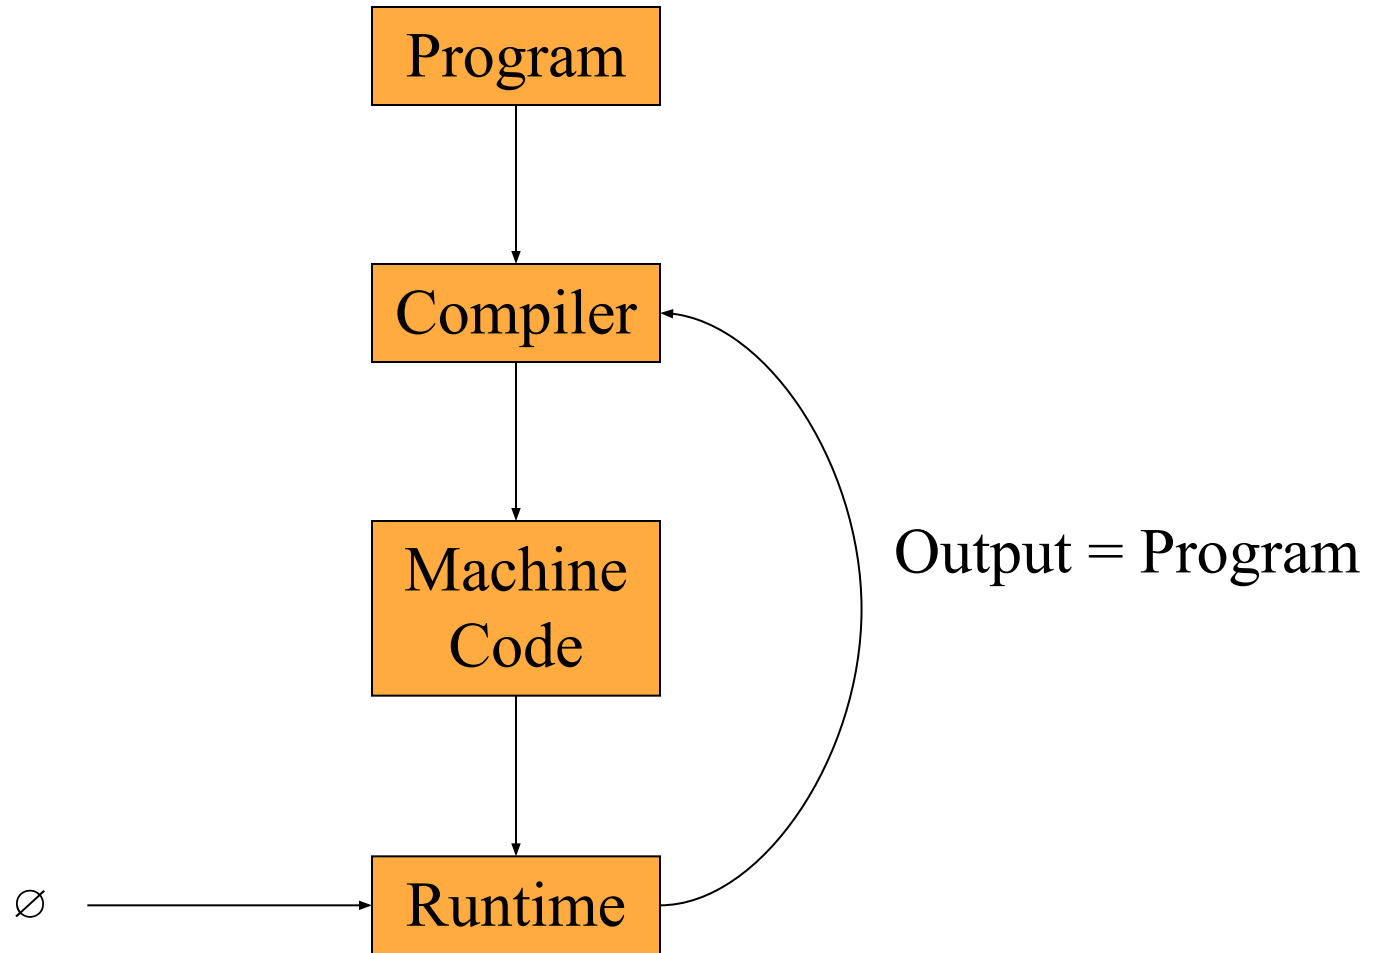 Program
Compiler
Machine
Code
Output = Program
∅
Runtime